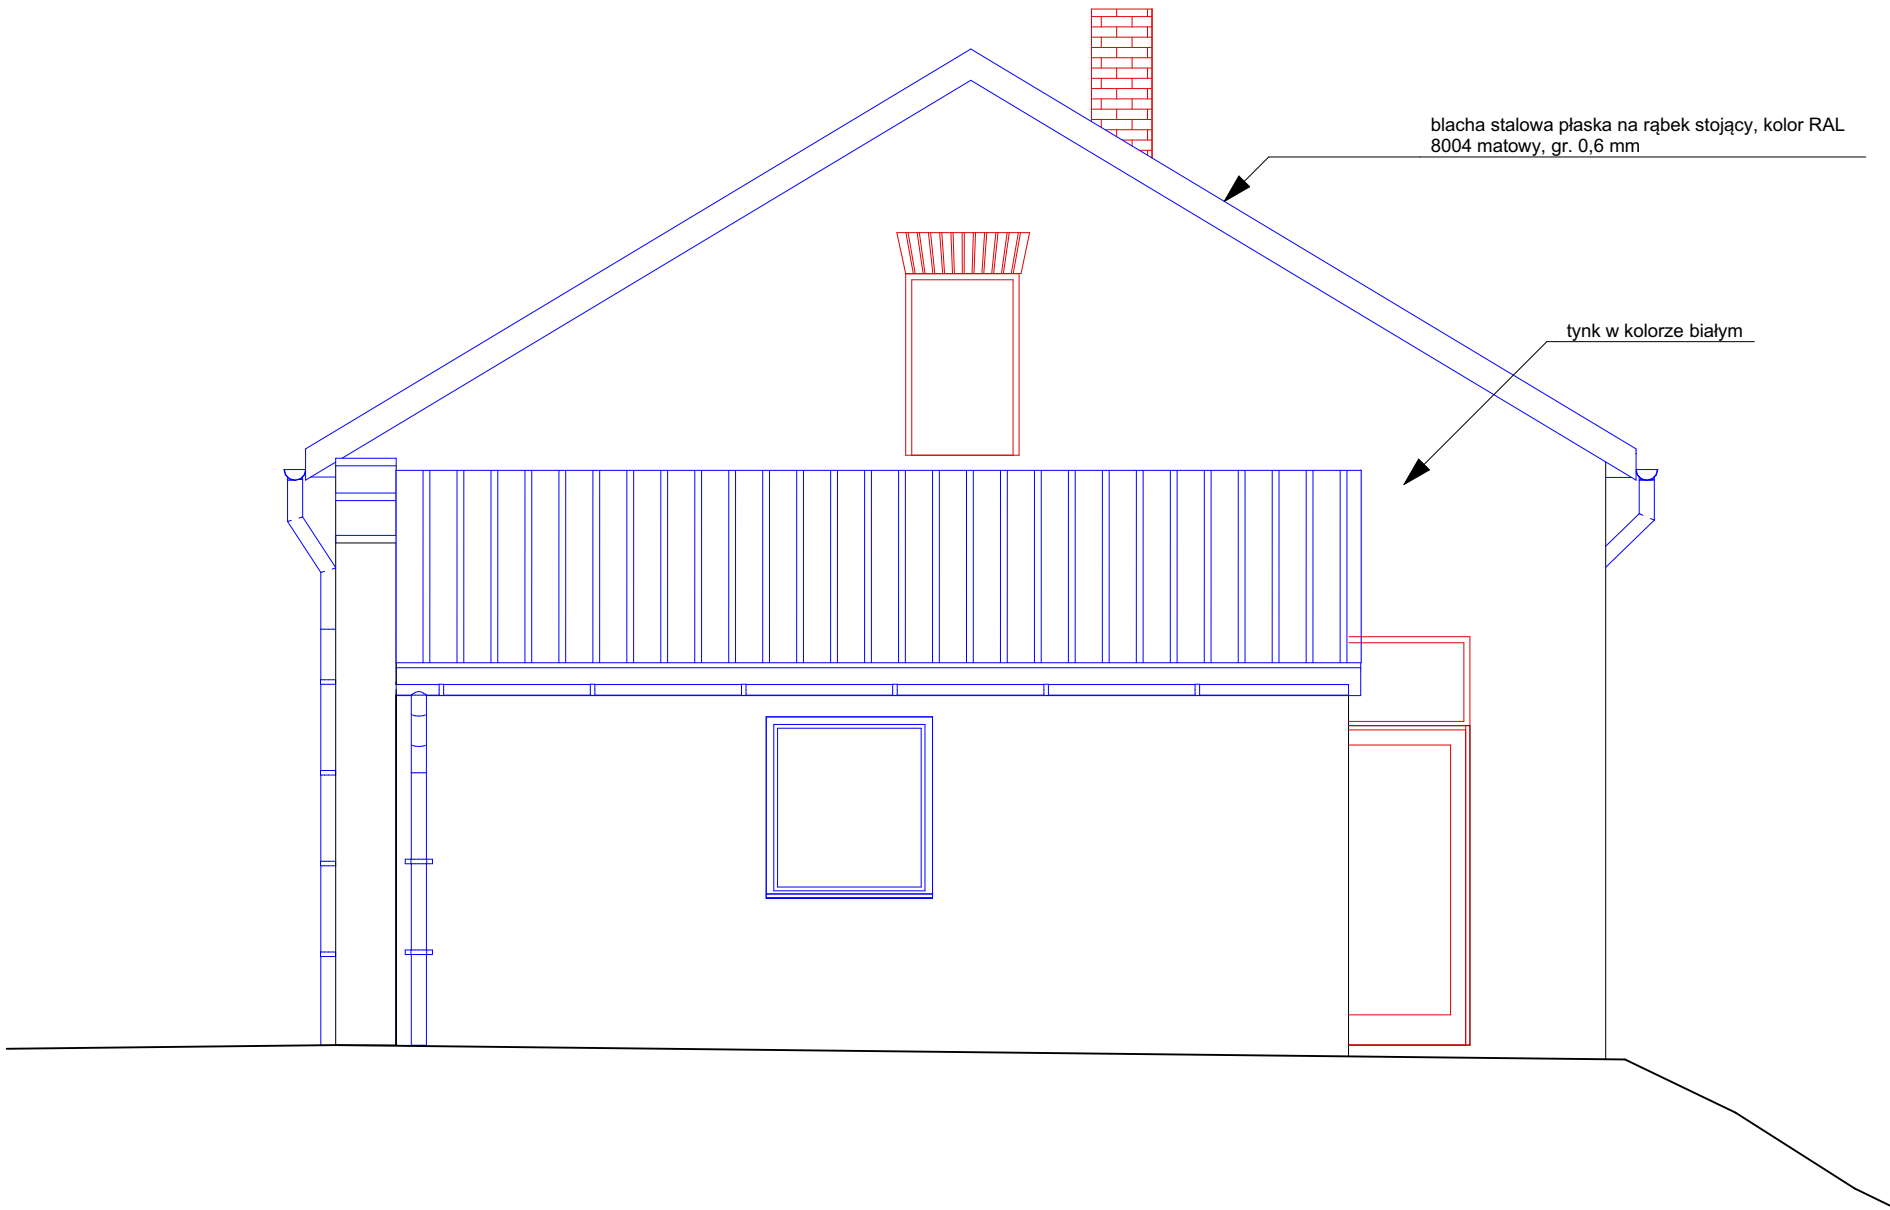 blacha stalowa płaska na rąbek stojący, kolor RAL
8004 matowy, gr. 0,6 mm
tynk w kolorze białym